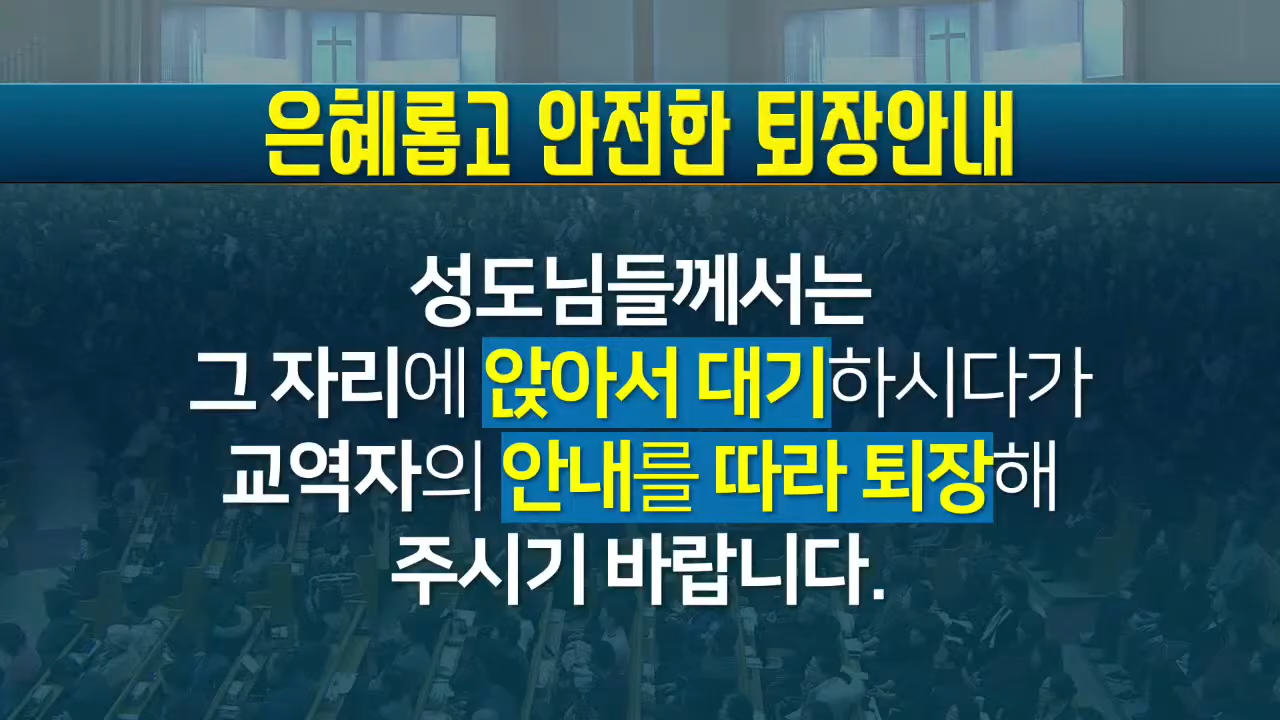 은혜롭고 안전한 퇴장안내
성도님들께서는
그 자리에 앉아서 대기하시다가
교역자의 안내를 따라 퇴장해
주시기 바랍니다.